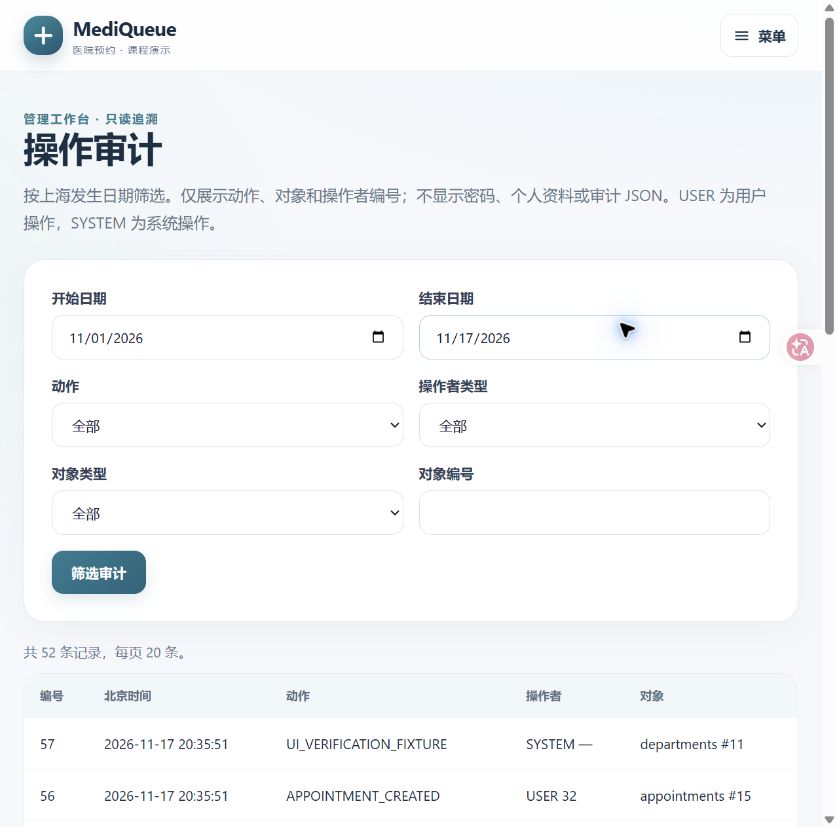 MediQueue
医院预约 · 课程演示
菜单
管理工作台 · 只读追溯
操作审计
按上海发生日期筛选。仅展示动作、对象和操作者编号；不显示密码、个人资料或审计 JSON。USER 为用户
操作，SYSTEM 为系统操作。
开始日期
结束日期
11/01/2026
11/17/2026
动作
操作者类型
全部
全部
对象类型
对象编号
全部
筛选审计
共 52 条记录，每页 20 条。
编号 北京时间 动作 操作者 对象
57 2026-11-17 20:35:51 UI_VERIFICATION_FIXTURE SYSTEM — departments #11
56 2026-11-17 20:35:51 APPOINTMENT_CREATED USER 32 appointments #15